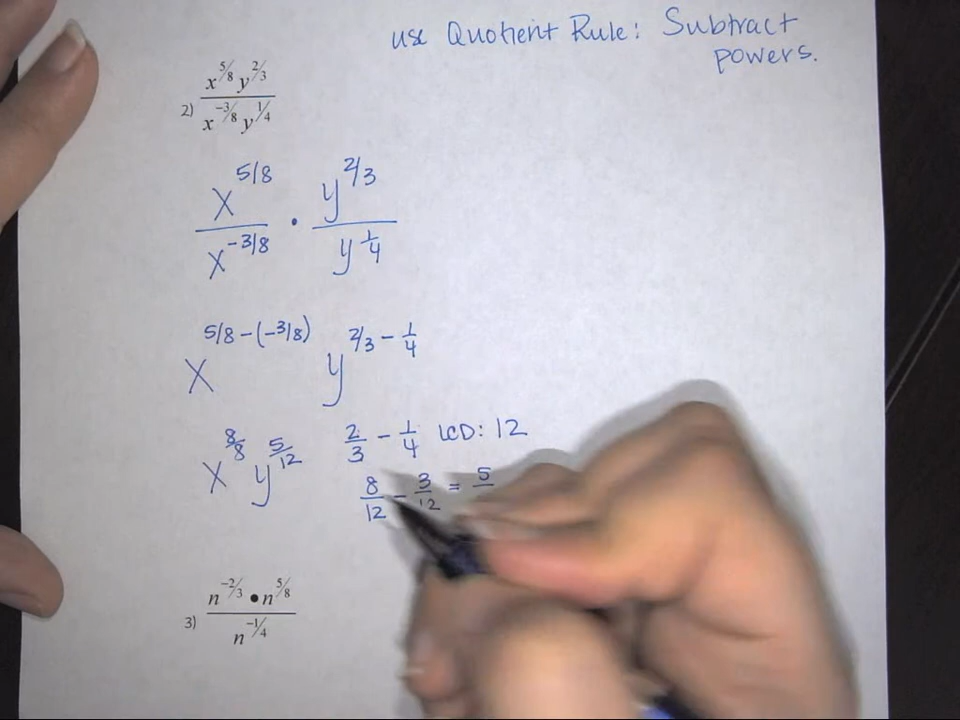 use Quotient Rule: Subtract
powers.
2) x^5/8 y^2/3
x^-3/8 y^1/4
x^5/8 · y^2/3
x^-3/8 y^1/4
x^5/8-(-3/8) y^2/3-1/4
x^8/8 y^5/12 2/3 - 1/4 LCD: 12
8/12 - 3/12 = 5
3) n^-2/3 • n^5/8
n^-1/4